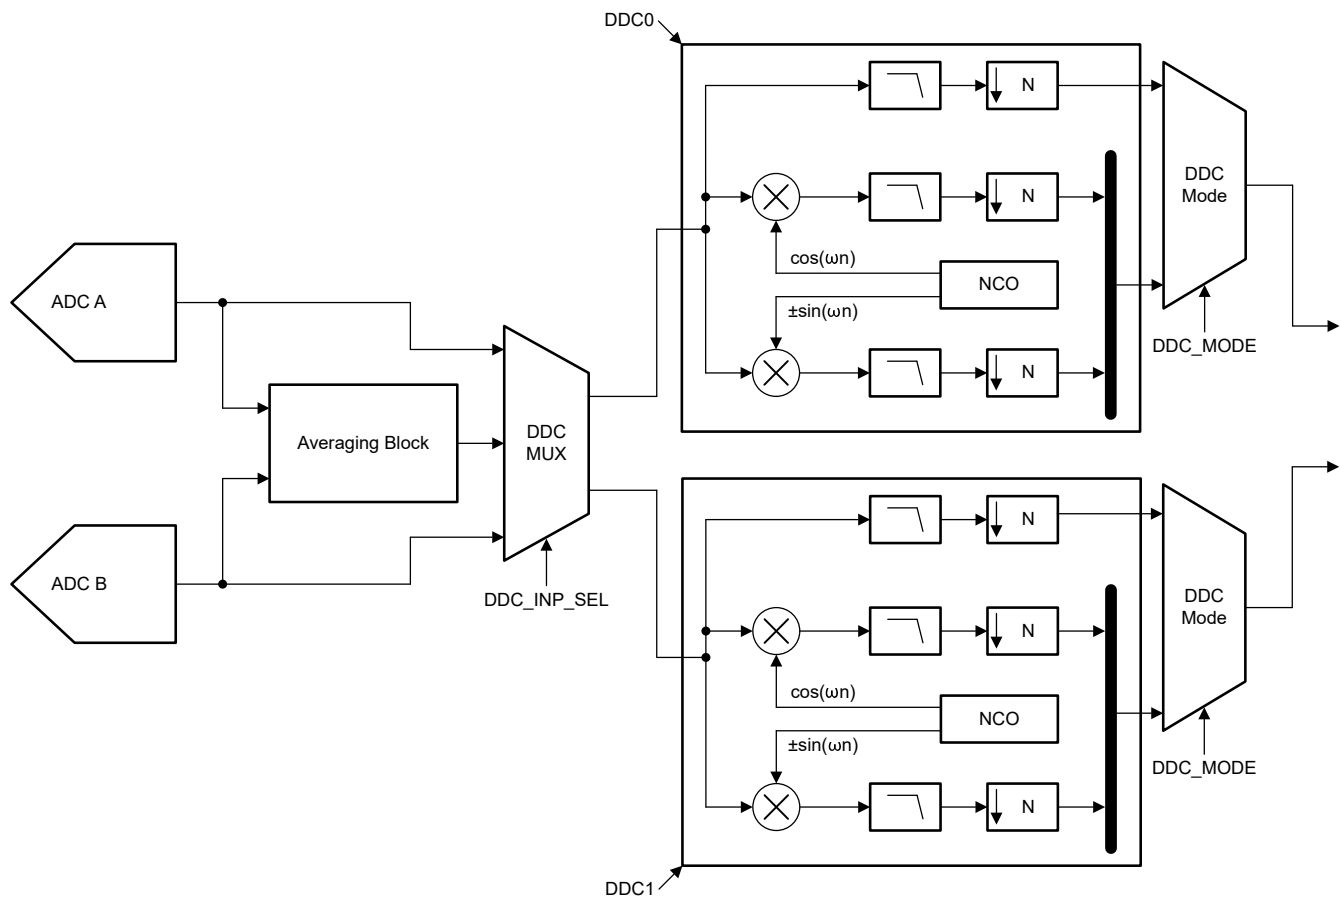 DDC0
N
DDC
Mode
N
cos(ωn)
NCO
±sin(ωn)
DDC_MODE
N
ADC A
Averaging Block
DDC
MUX
ADC B
DDC_INP_SEL
N
DDC
Mode
N
cos(ωn)
NCO
±sin(ωn)
DDC_MODE
N
DDC1